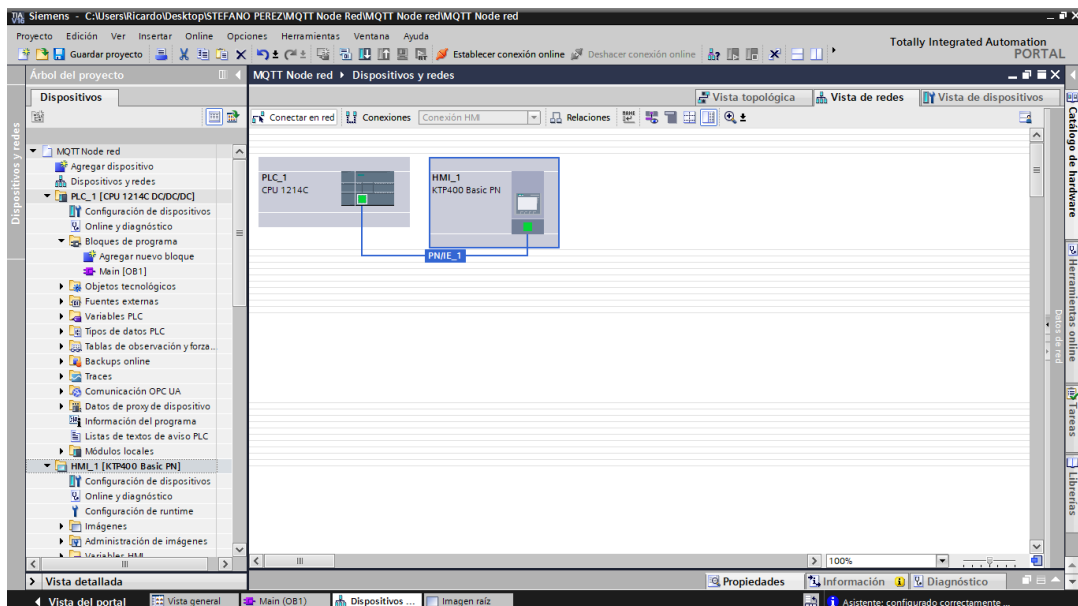 Siemens - C:\Users\Ricardo\Desktop\STEFANO PEREZ\MQTT Node Red\MQTT Node red\MQTT Node red
Proyecto Edición Ver Insertar Online Opciones Herramientas Ventana Ayuda
Totally Integrated Automation
PORTAL
Guardar proyecto
Establecer conexión online
Deshacer conexión online
Árbol del proyecto
MQTT Node red Dispositivos y redes
Dispositivos
Vista topológica
Vista de redes
Vista de dispositivos
Conectar en red
Conexiones
Conexión HMI
Relaciones
MQTT Node red
Agregar dispositivo
Dispositivos y redes
PLC_1 [CPU 1214C DC/DC/DC]
Configuración de dispositivos
Online y diagnóstico
Bloques de programa
Agregar nuevo bloque
Main [OB1]
Objetos tecnológicos
Fuentes externas
Variables PLC
Tipos de datos PLC
Tablas de observación y forza...
Backups online
Traces
Comunicación OPC UA
Datos de proxy de dispositivo
Información del programa
Listas de textos de aviso PLC
Módulos locales
HMI_1 [KTP400 Basic PN]
Configuración de dispositivos
Online y diagnóstico
Configuración de runtime
Imágenes
Administración de imágenes
Variables HMI
PLC_1
CPU 1214C
HMI_1
KTP400 Basic PN
PN/IE_1
100%
Dispositivos y redes
Datos de red
Catálogo de hardware
Herramientas online
Tareas
Librerías
Vista detallada
Propiedades
Información
Diagnóstico
Vista del portal
Vista general
Main (OB1)
Dispositivos ...
Imagen raíz
Asistente: configurado correctamente ...